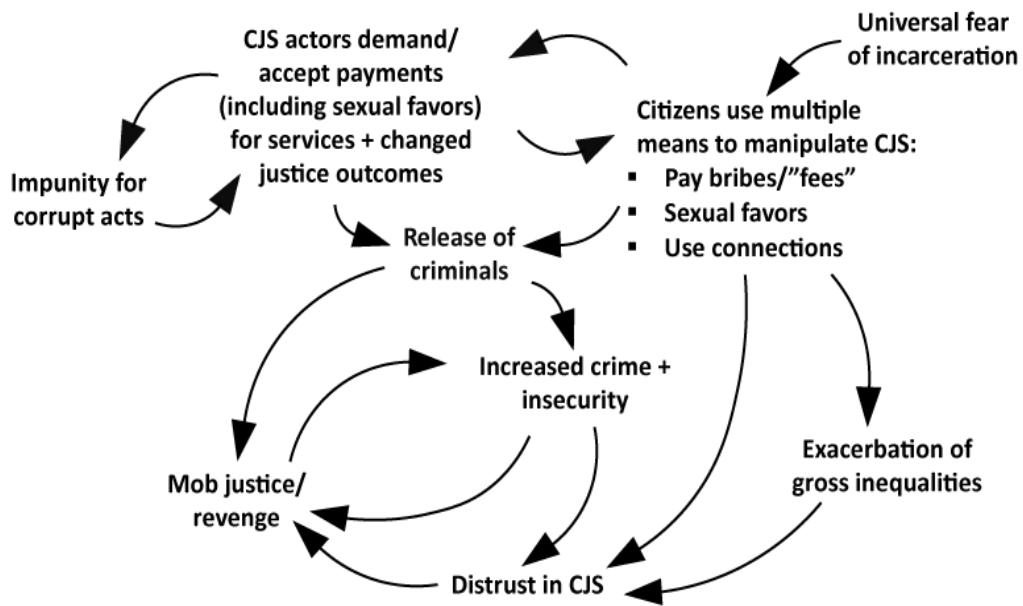 CJS actors demand/
accept payments
(including sexual favors)
for services + changed
justice outcomes
Universal fear
of incarceration
Citizens use multiple
means to manipulate CJS:
▪ Pay bribes/”fees”
▪ Sexual favors
▪ Use connections
Impunity for
corrupt acts
Release of
criminals
Increased crime +
insecurity
Exacerbation of
gross inequalities
Mob justice/
revenge
Distrust in CJS